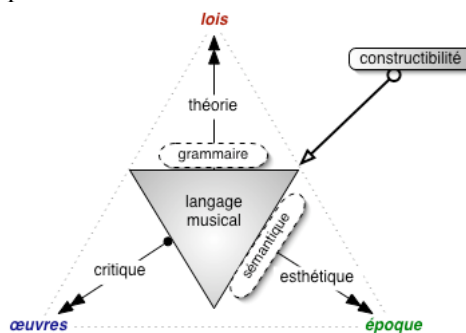 lois
constructibilité
théorie
grammaire
langage
musical
sémantique
critique
esthétique
œuvres
époque